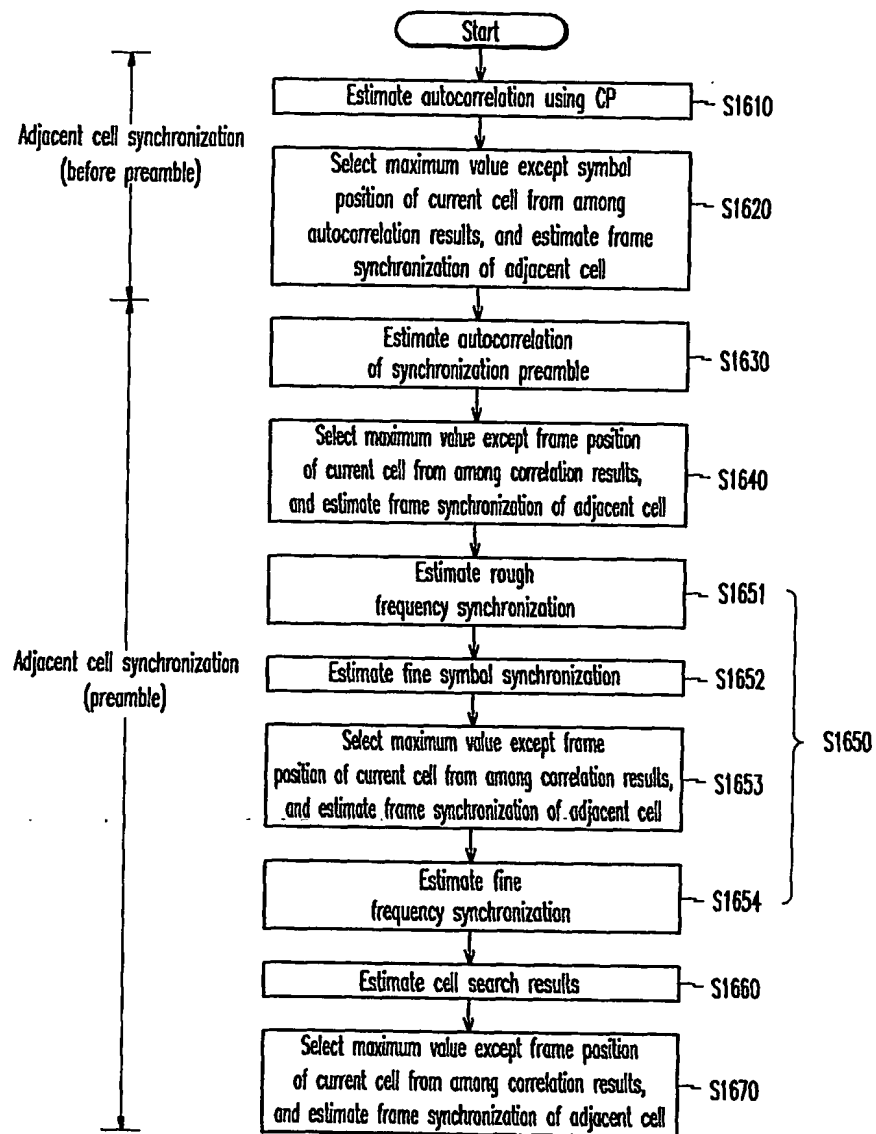 Start
Estimate autocorrelation using CP
S1610
Adjacent cell synchronization
(before preamble)
Select maximum value except symbol
position of current cell from among
autocorrelation results, and estimate frame
synchronization of adjacent cell
S1620
Estimate autocorrelation
of synchronization preamble
S1630
Select maximum value except frame position
of current cell from among correlation results,
and estimate frame synchronization of adjacent cell
S1640
Estimate rough
frequency synchronization
S1651
Adjacent cell synchronization
(preamble)
Estimate fine symbol synchronization
S1652
Select maximum value except frame
position of current cell from among correlation results,
and estimate frame synchronization of adjacent cell
S1653
S1650
Estimate fine
frequency synchronization
S1654
Estimate cell search results
S1660
Select maximum value except frame position
of current cell from among correlation results,
and estimate frame synchronization of adjacent cell
S1670